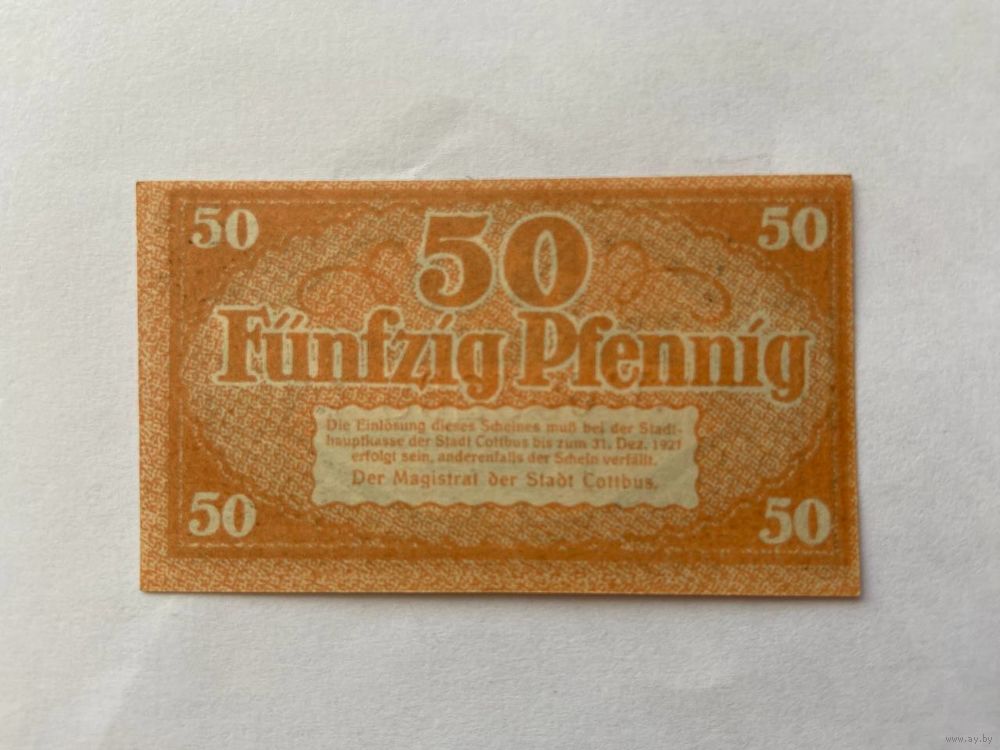 50 50 50
Fünfzig Pfennig
Die Einlösung dieses Scheines muß bei der Stadt-
hauptkasse der Stadt Cottbus bis zum 31. Dez. 1921
erfolgt sein, anderenfalls der Schein verfällt.
Der Magistrat der Stadt Cottbus.
50 50
www.ay.by